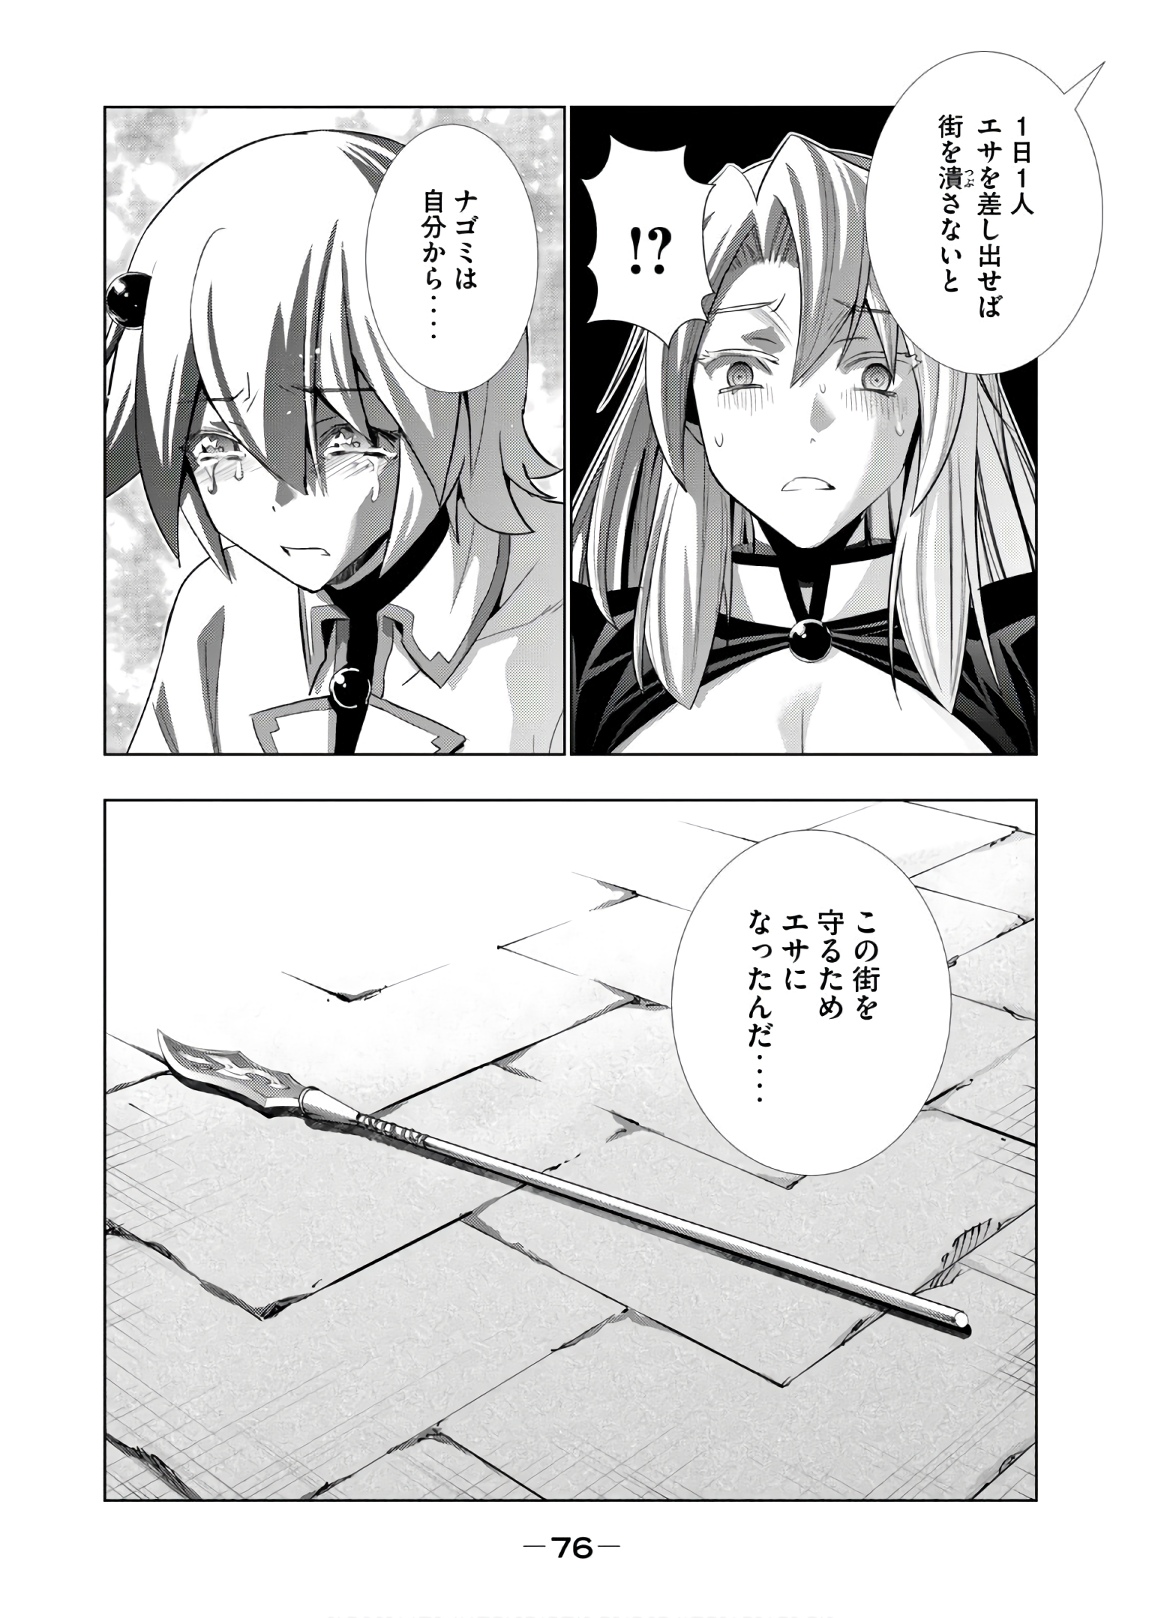 1日1人
エサを差し出せば
街を潰さないと
つぶ
!?
ナゴミは
自分から‥‥
この街を
守るため
エサに
なったんだ‥‥
—76—